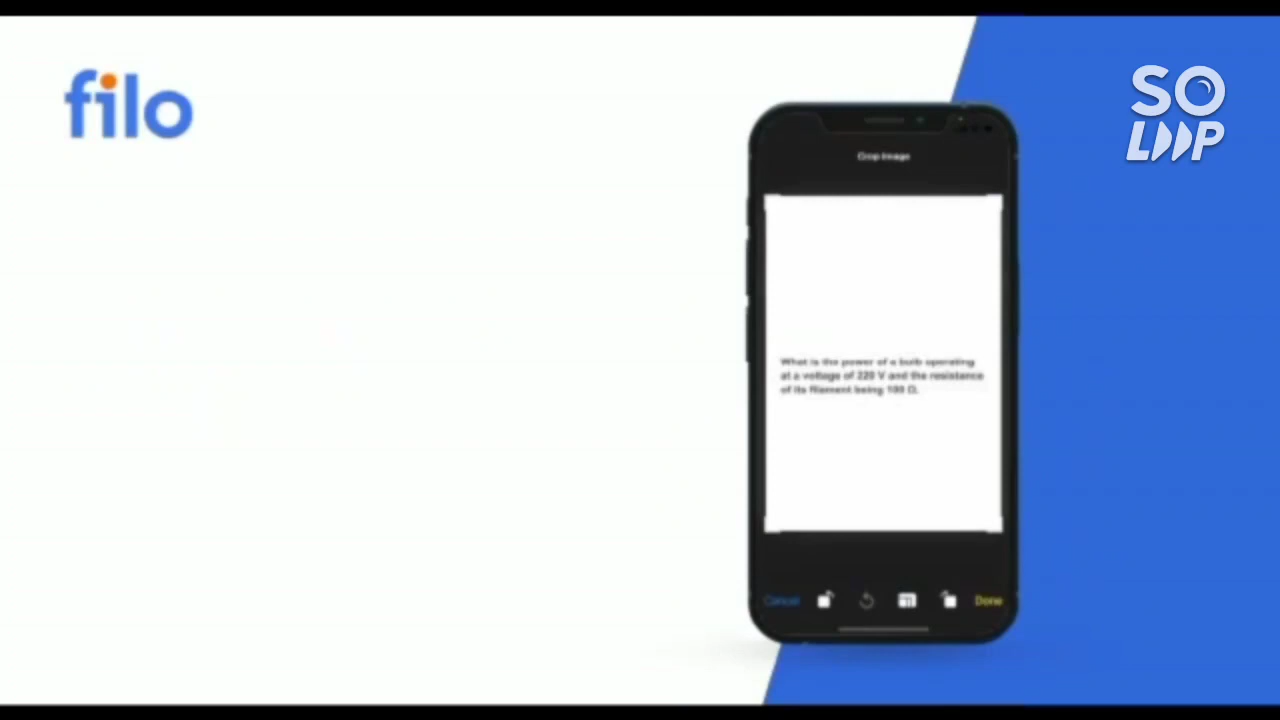 filo
SO
LOOP
Crop Image
What is the power of a bulb operating
at a voltage of 220 V and the resistance
of its filament being 100 Ω.
Cancel
Done